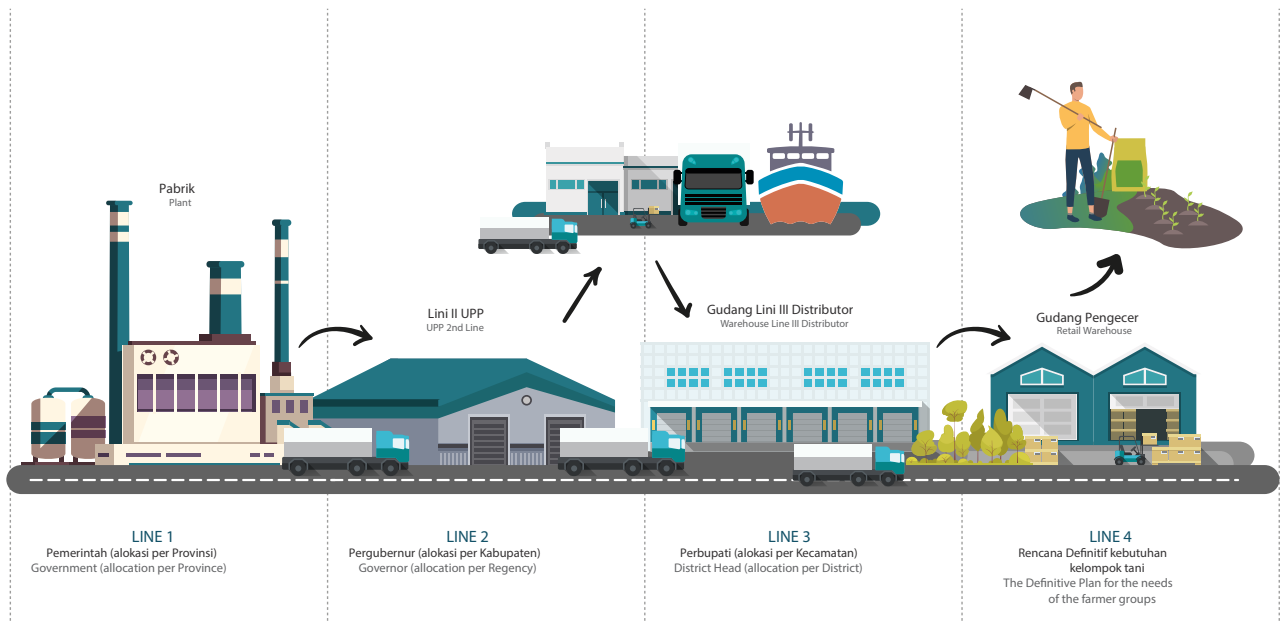 Pabrik
Plant
Lini II UPP
UPP 2nd Line
Gudang Lini III Distributor
Warehouse Line III Distributor
Gudang Pengecer
Retail Warehouse
LINE 1
Pemerintah (alokasi per Provinsi)
Government (allocation per Province)
LINE 2
Pergubernur (alokasi per Kabupaten)
Governor (allocation per Regency)
LINE 3
Perbupati (alokasi per Kecamatan)
District Head (allocation per District)
LINE 4
Rencana Definitif kebutuhan
kelompok tani
The Definitive Plan for the needs
of the farmer groups